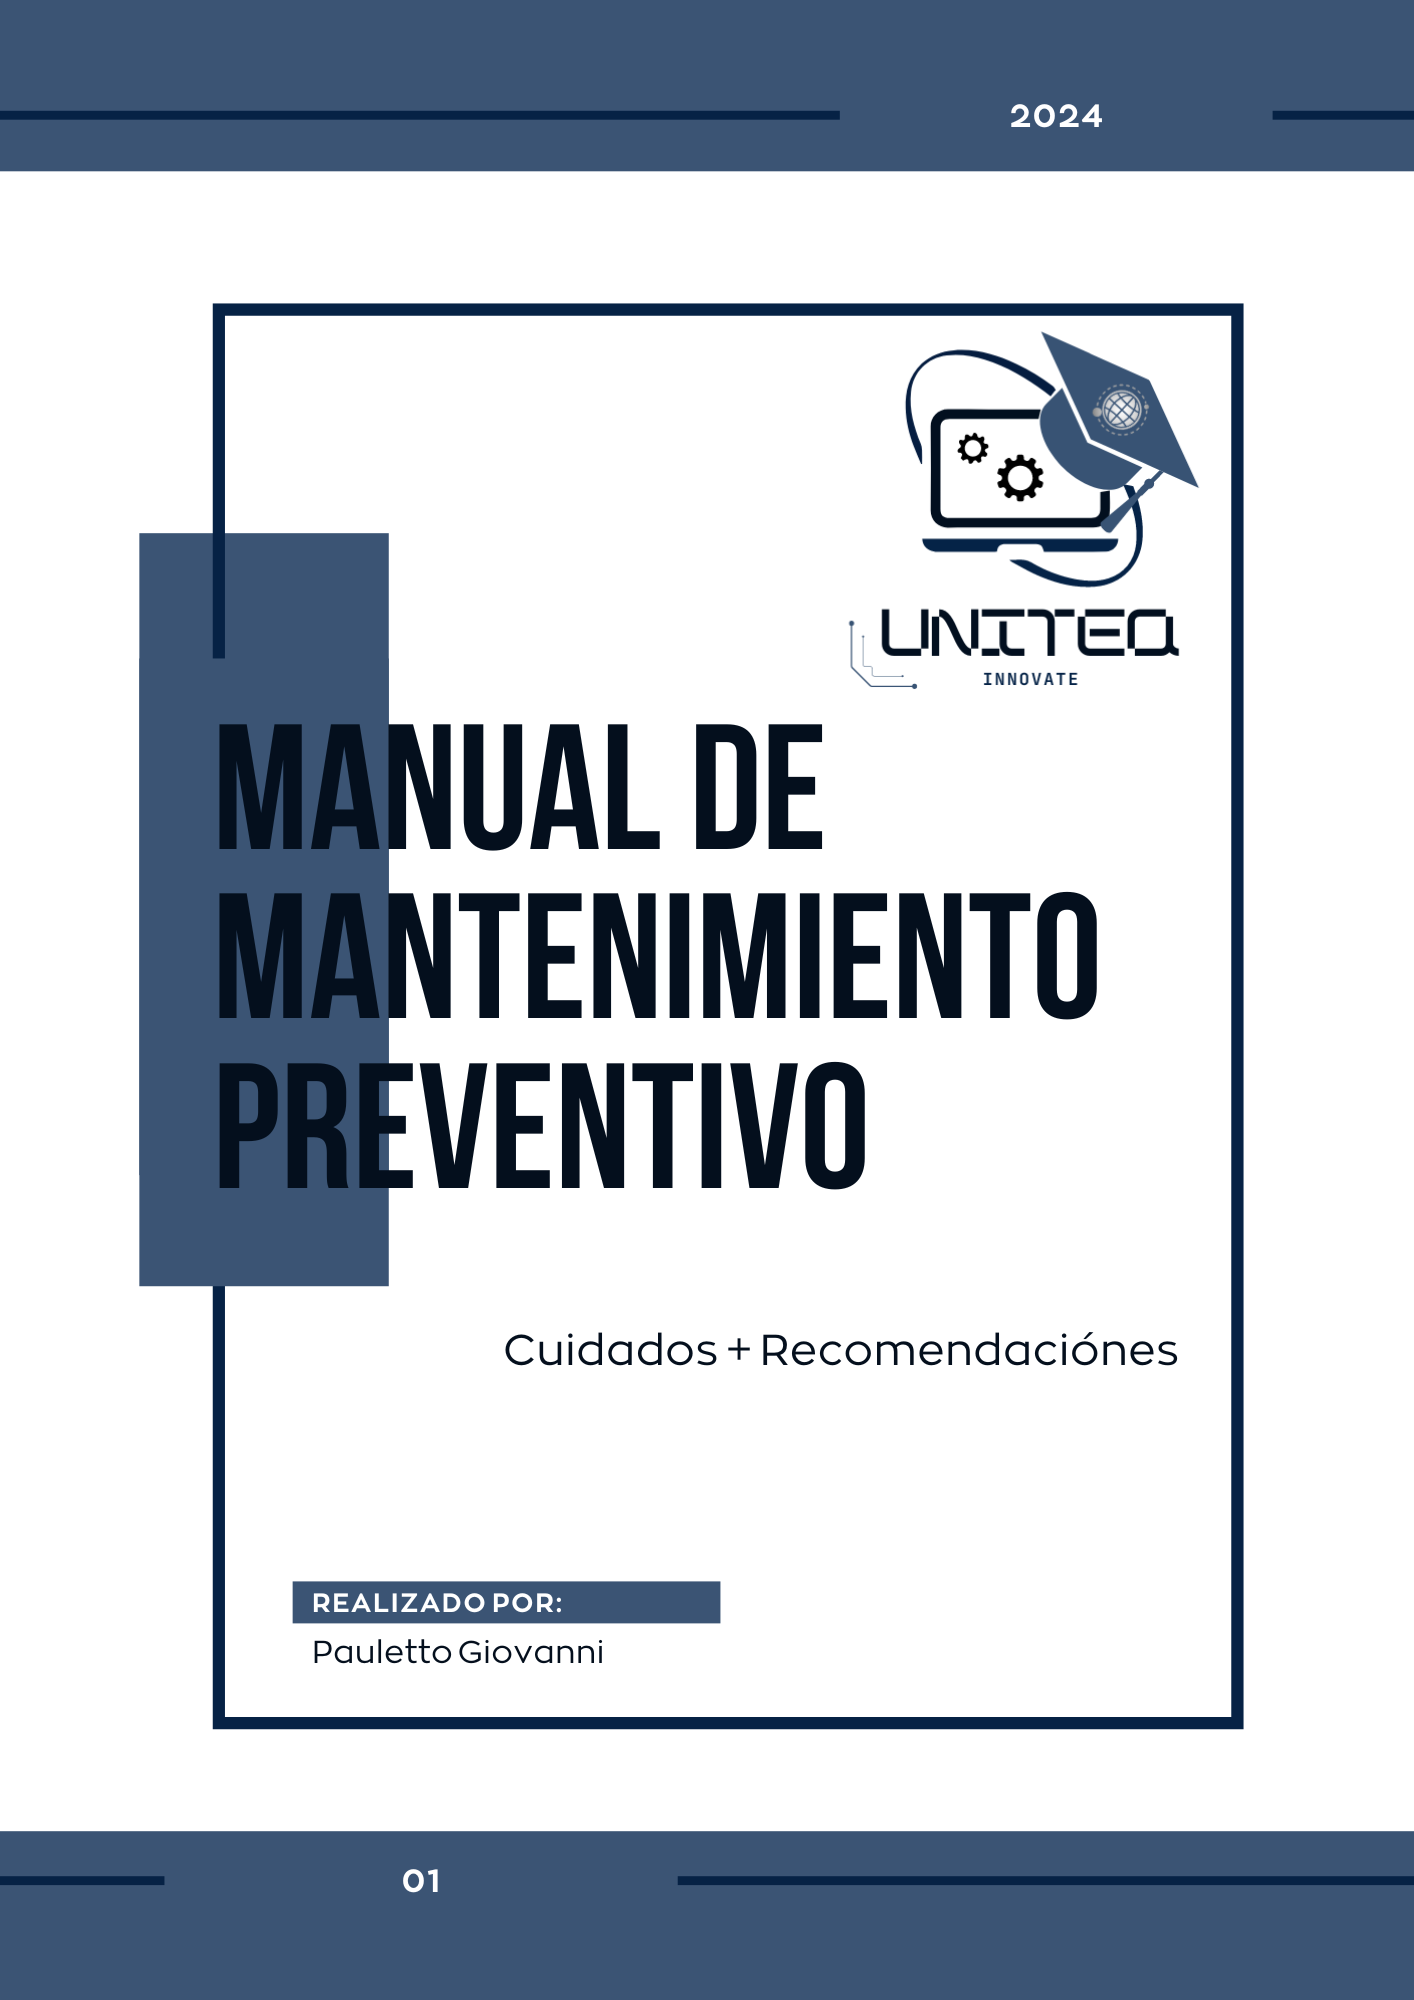 2024
UNITEQ
INNOVATE
MANUAL DE
MANTENIMIENTO
PREVENTIVO
Cuidados + Recomendaciónes
REALIZADO POR:
Pauletto Giovanni
01